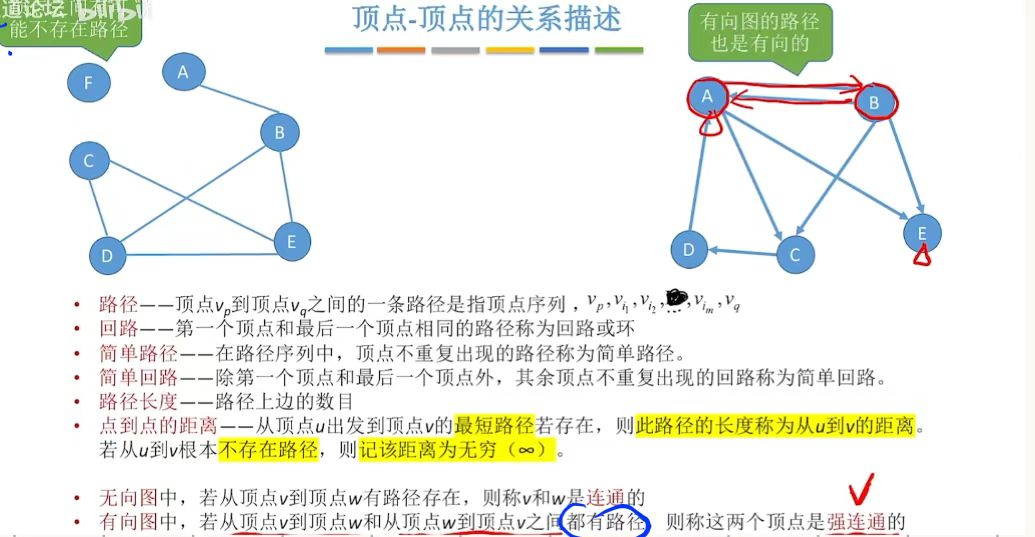 道论坛 bilibili
能不存在路径
顶点-顶点的关系描述
有向图的路径
也是有向的
F
A
B
C
D
E
A
B
C
D
E
• 路径——顶点vp到顶点vq之间的一条路径是指顶点序列，vp,vi1,vi2, ,vim,vq
• 回路——第一个顶点和最后一个顶点相同的路径称为回路或环
• 简单路径——在路径序列中，顶点不重复出现的路径称为简单路径。
• 简单回路——除第一个顶点和最后一个顶点外，其余顶点不重复出现的回路称为简单回路。
• 路径长度——路径上边的数目
• 点到点的距离——从顶点u出发到顶点v的最短路径若存在，则此路径的长度称为从u到v的距离。
若从u到v根本不存在路径，则记该距离为无穷（∞）。
• 无向图中，若从顶点v到顶点w有路径存在，则称v和w是连通的
• 有向图中，若从顶点v到顶点w和从顶点w到顶点v之间都有路径，则称这两个顶点是强连通的